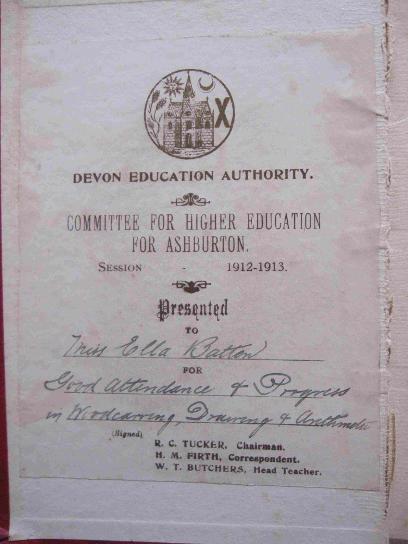 DEVON EDUCATION AUTHORITY.
COMMITTEE FOR HIGHER EDUCATION
FOR ASHBURTON.
SESSION - 1912-1913.
Presented
TO
Miss Ella Batton
FOR
Good Attendance & Progress
in Woodcarving, Drawing & Arithmetic
(Signed)
R. C. TUCKER, Chairman.
H. M. FIRTH, Correspondent.
W. T. BUTCHERS, Head Teacher.